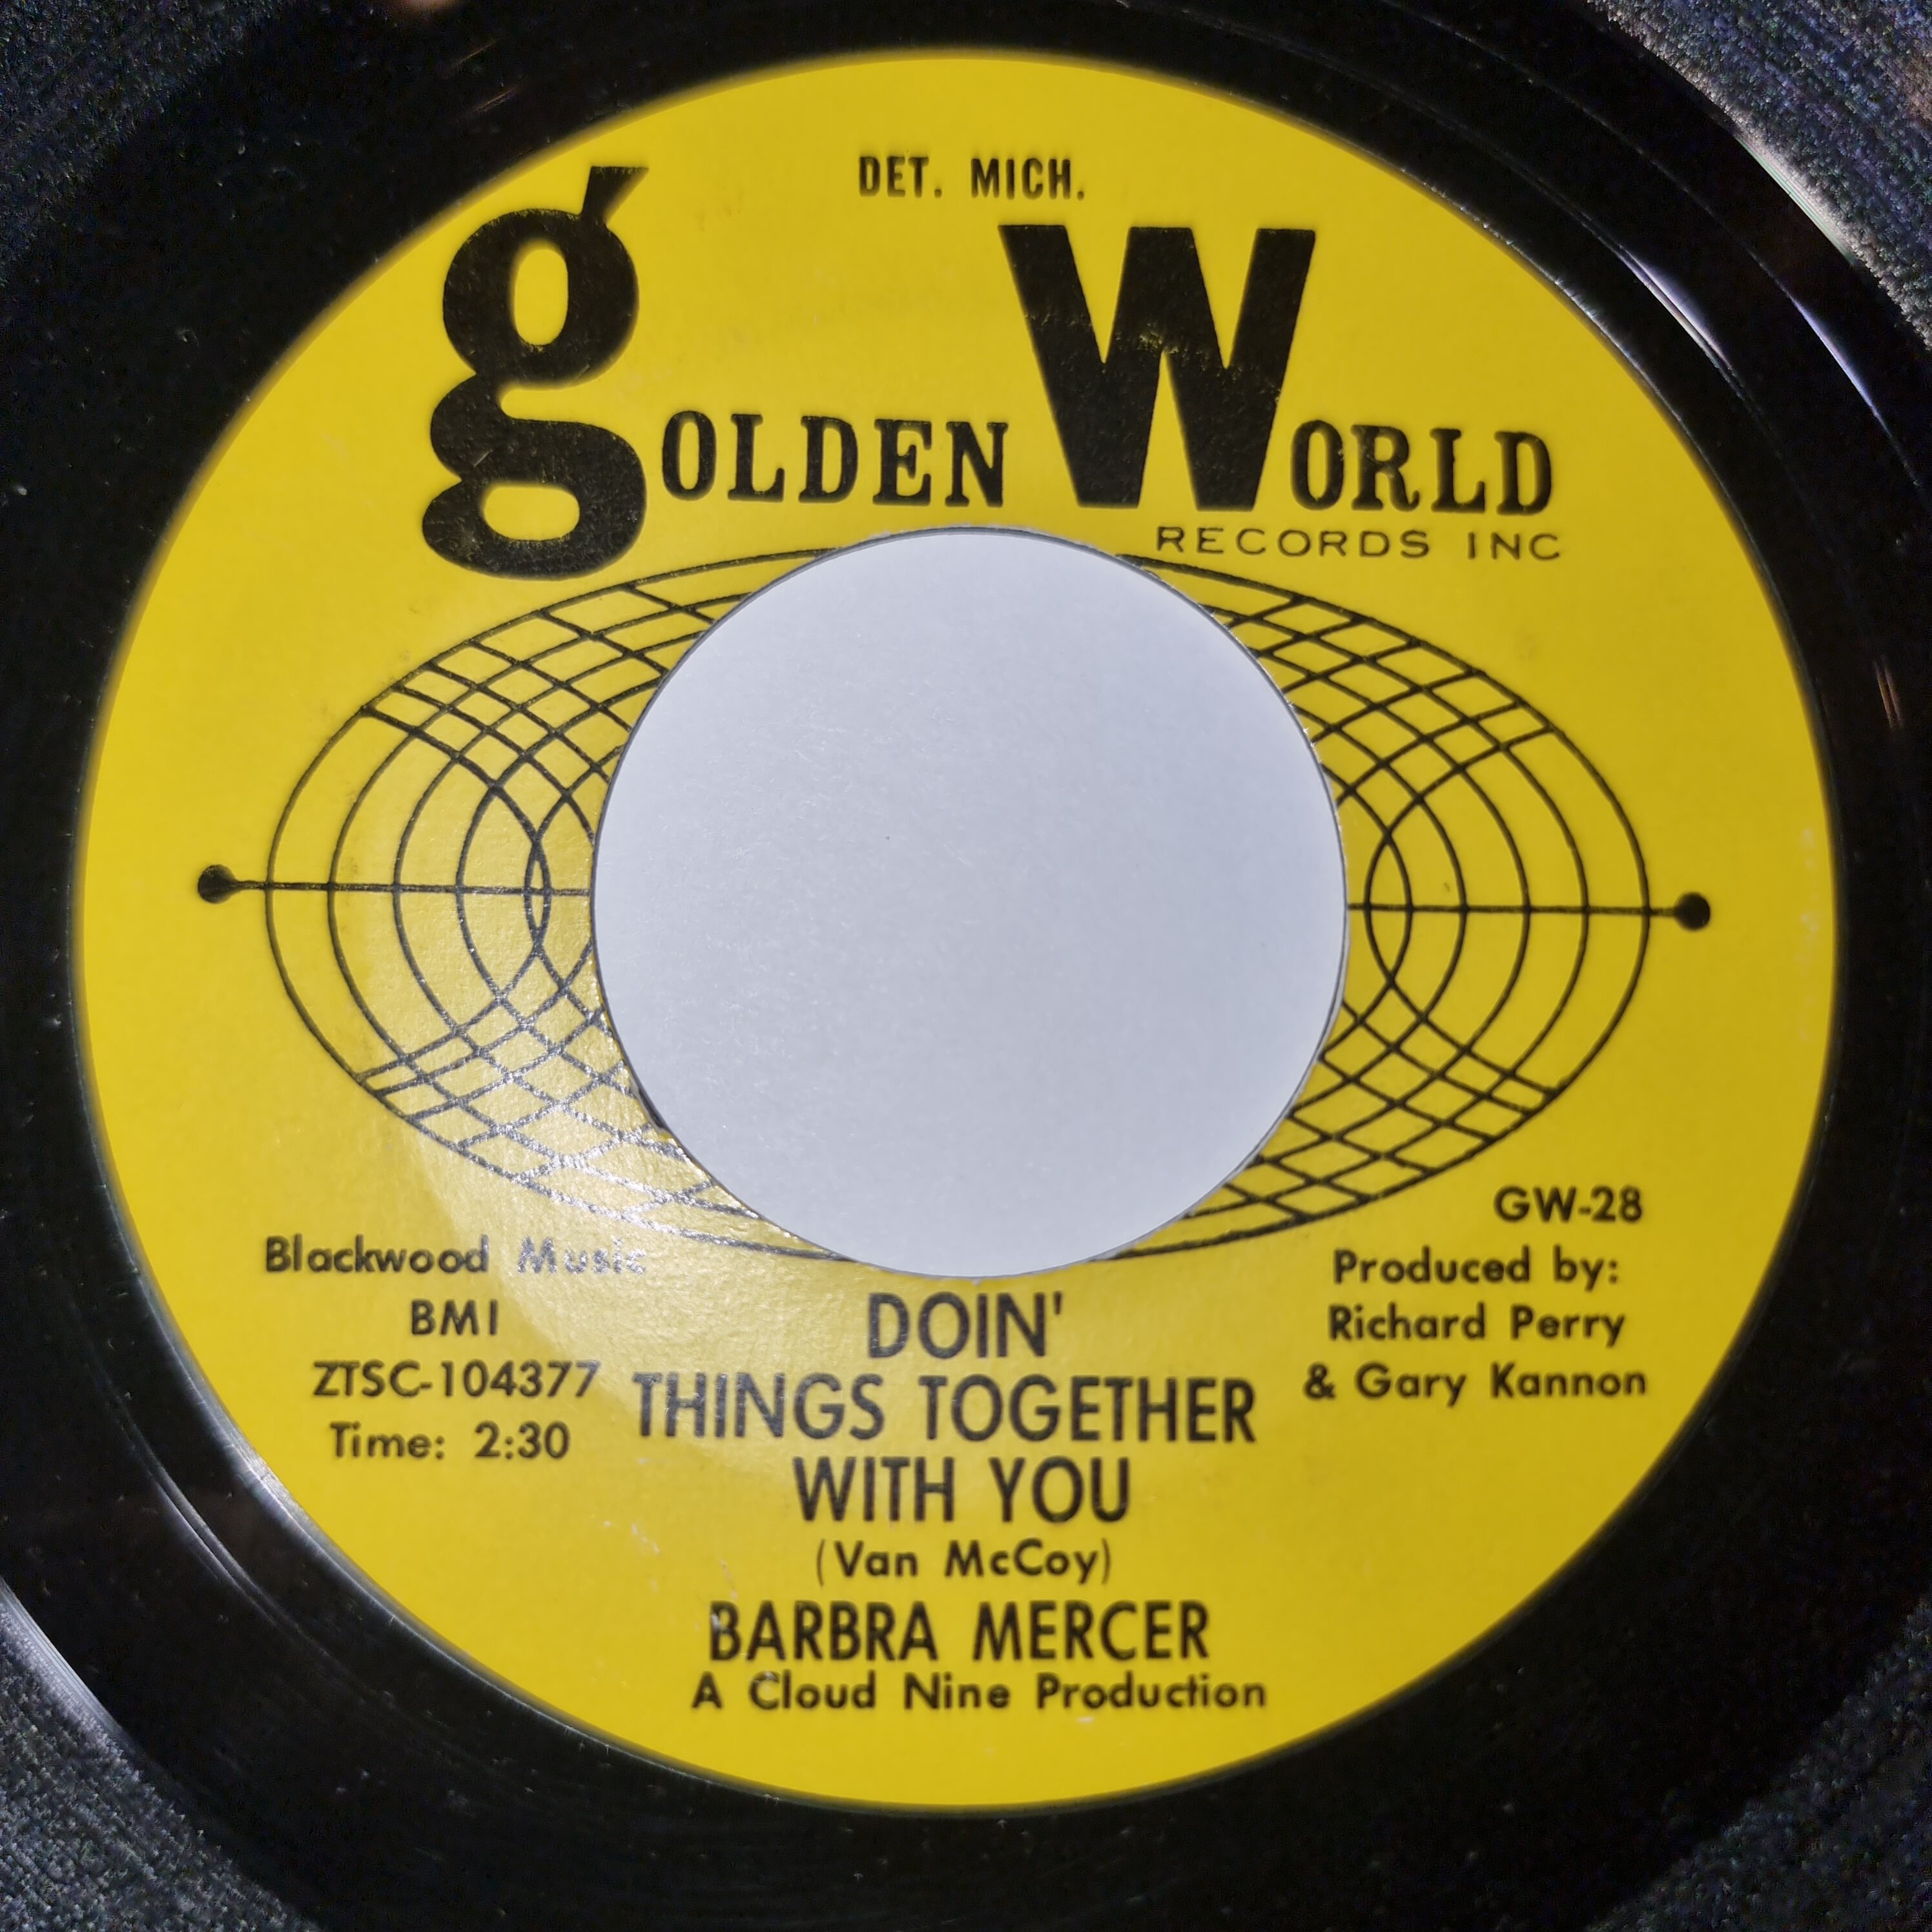 DET. MICH.
gOLDEN WORLD
RECORDS INC
Blackwood Music
BMI
ZTSC-104377
Time: 2:30
GW-28
Produced by:
Richard Perry
& Gary Kannon
DOIN'
THINGS TOGETHER
WITH YOU
(Van McCoy)
BARBRA MERCER
A Cloud Nine Production